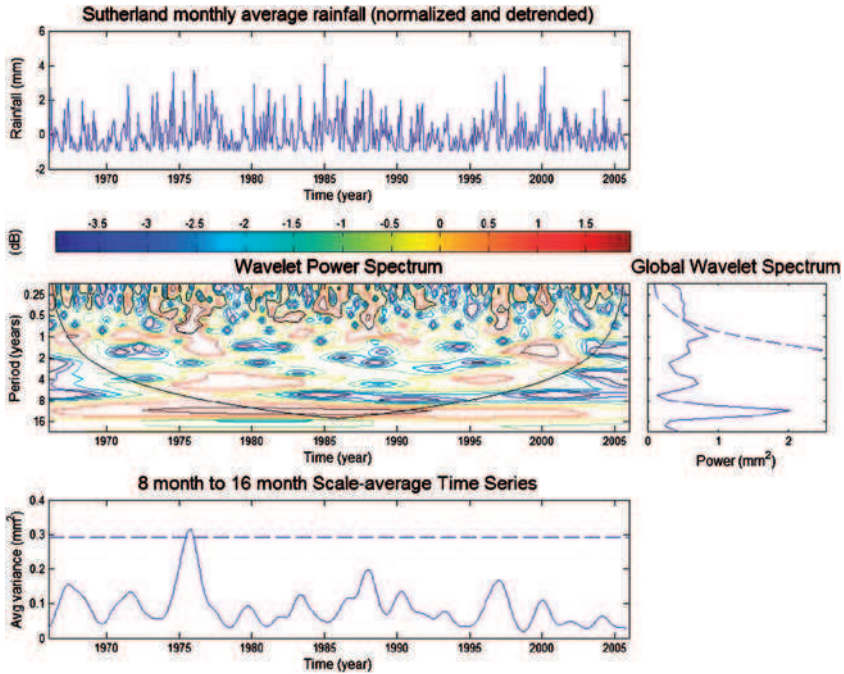 Sutherland monthly average rainfall (normalized and detrended)
Rainfall (mm)
6
4
2
0
-2
1970 1975 1980 1985 1990 1995 2000 2005
Time (year)
(dB)
-3.5 -3 -2.5 -2 -1.5 -1 -0.5 0 0.5 1 1.5
Wavelet Power Spectrum
Period (years)
0.25
0.5
1
2
4
8
16
1970 1975 1980 1985 1990 1995 2000 2005
Time (year)
Global Wavelet Spectrum
0 1 2
Power (mm²)
8 month to 16 month Scale-average Time Series
Avg variance (mm²)
0.4
0.3
0.2
0.1
0
1970 1975 1980 1985 1990 1995 2000 2005
Time (year)